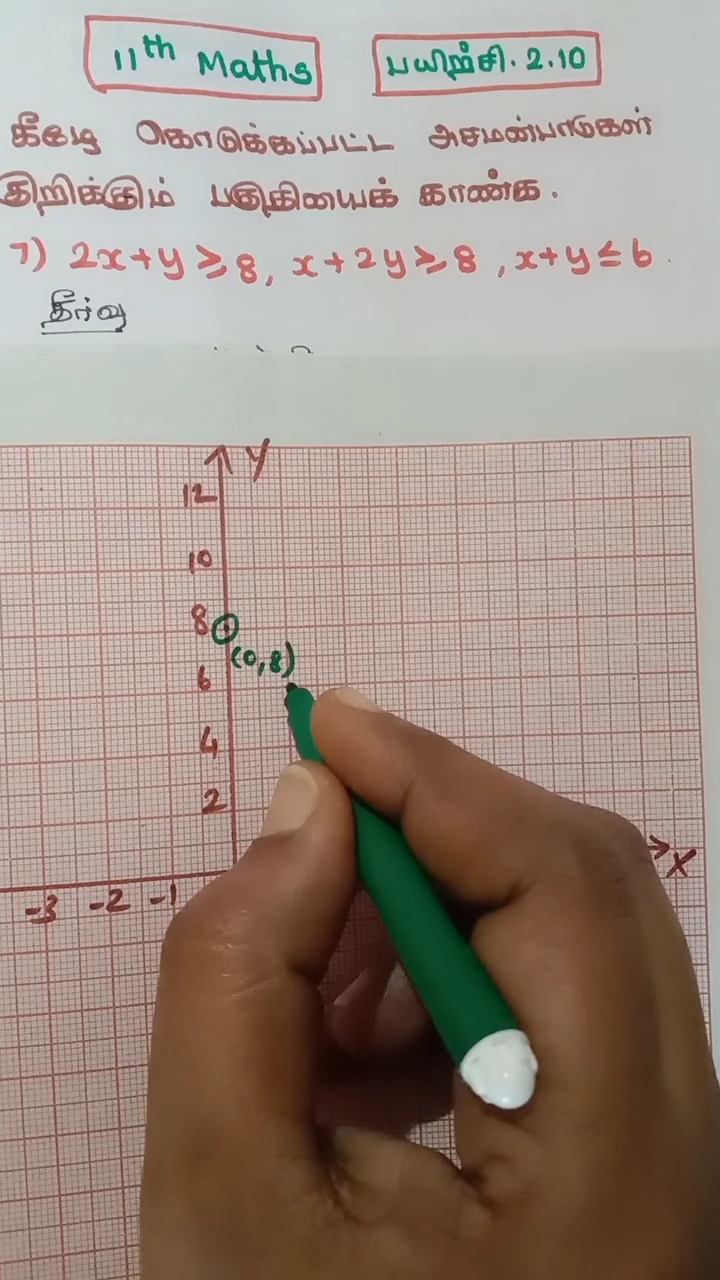 11th Maths
பயிற்சி. 2.10
கீழே கொடுக்கப்பட்ட அசமன்பாடுகள்
குறிக்கும் பகுதியைக் காண்க.
7) 2x+y ≥ 8, x+2y ≥ 8, x+y ≤ 6.
தீர்வு
Y
12
10
8
(0,8)
6
4
2
X
-3 -2 -1